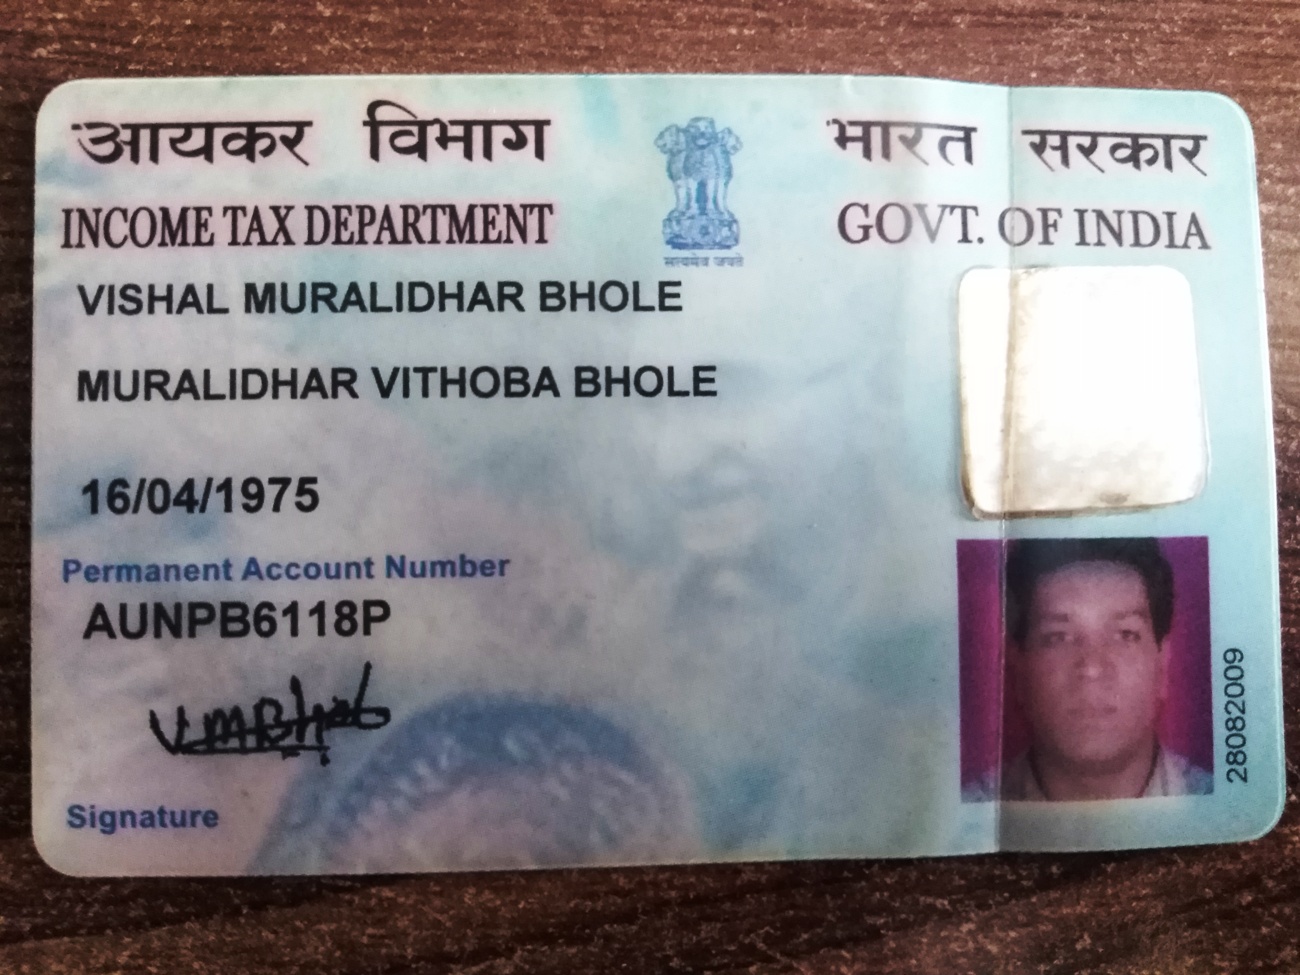 आयकर विभाग
INCOME TAX DEPARTMENT
भारत सरकार
GOVT. OF INDIA
सत्यमेव जयते
VISHAL MURALIDHAR BHOLE
MURALIDHAR VITHOBA BHOLE
16/04/1975
Permanent Account Number
AUNPB6118P
Signature
28082009